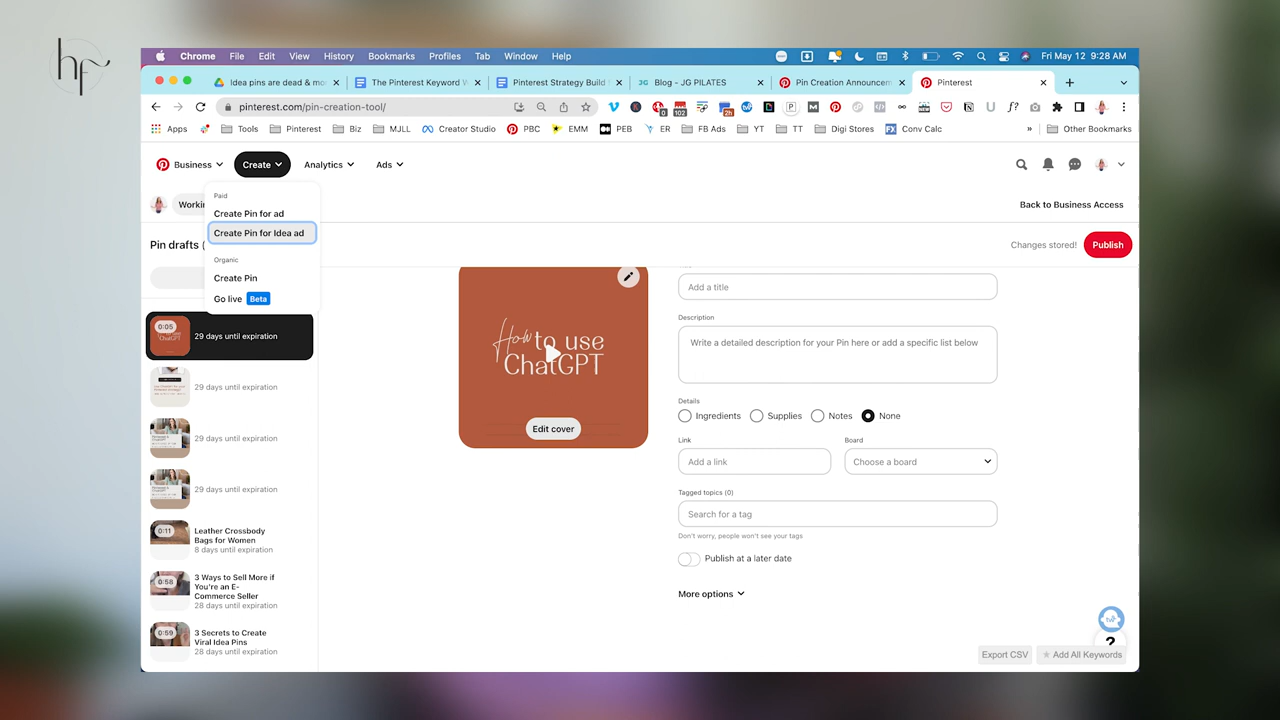 hf
Chrome File Edit View History Bookmarks Profiles Tab Window Help
Fri May 12 9:28 AM
Idea pins are dead & mo
The Pinterest Keyword
Pinterest Strategy Build
JG
Blog - JG PILATES
Pin Creation Announcem
Pinterest
pinterest.com/pin-creation-tool/
Apps Tools Pinterest Biz MJLL Creator Studio PBC EMM PEB ER FB Ads YT TT Digi Stores FX Conv Calc » Other Bookmarks
Business Create Analytics Ads
Paid
Create Pin for ad
Create Pin for Idea ad
Organic
Create Pin
Go live Beta
Back to Business Access
Pin drafts (
Changes stored!
Publish
0:05
29 days until expiration
29 days until expiration
29 days until expiration
29 days until expiration
0:11
Leather Crossbody
Bags for Women
8 days until expiration
0:58
3 Ways to Sell More if
You're an E-
Commerce Seller
28 days until expiration
0:59
3 Secrets to Create
Viral Idea Pins
28 days until expiration
How to use
ChatGPT
Edit cover
Add a title
Description
Write a detailed description for your Pin here or add a specific list below
Details
Ingredients Supplies Notes None
Link
Add a link
Board
Choose a board
Tagged topics (0)
Search for a tag
Don't worry, people won't see your tags
Publish at a later date
More options
?
Export CSV
Add All Keywords